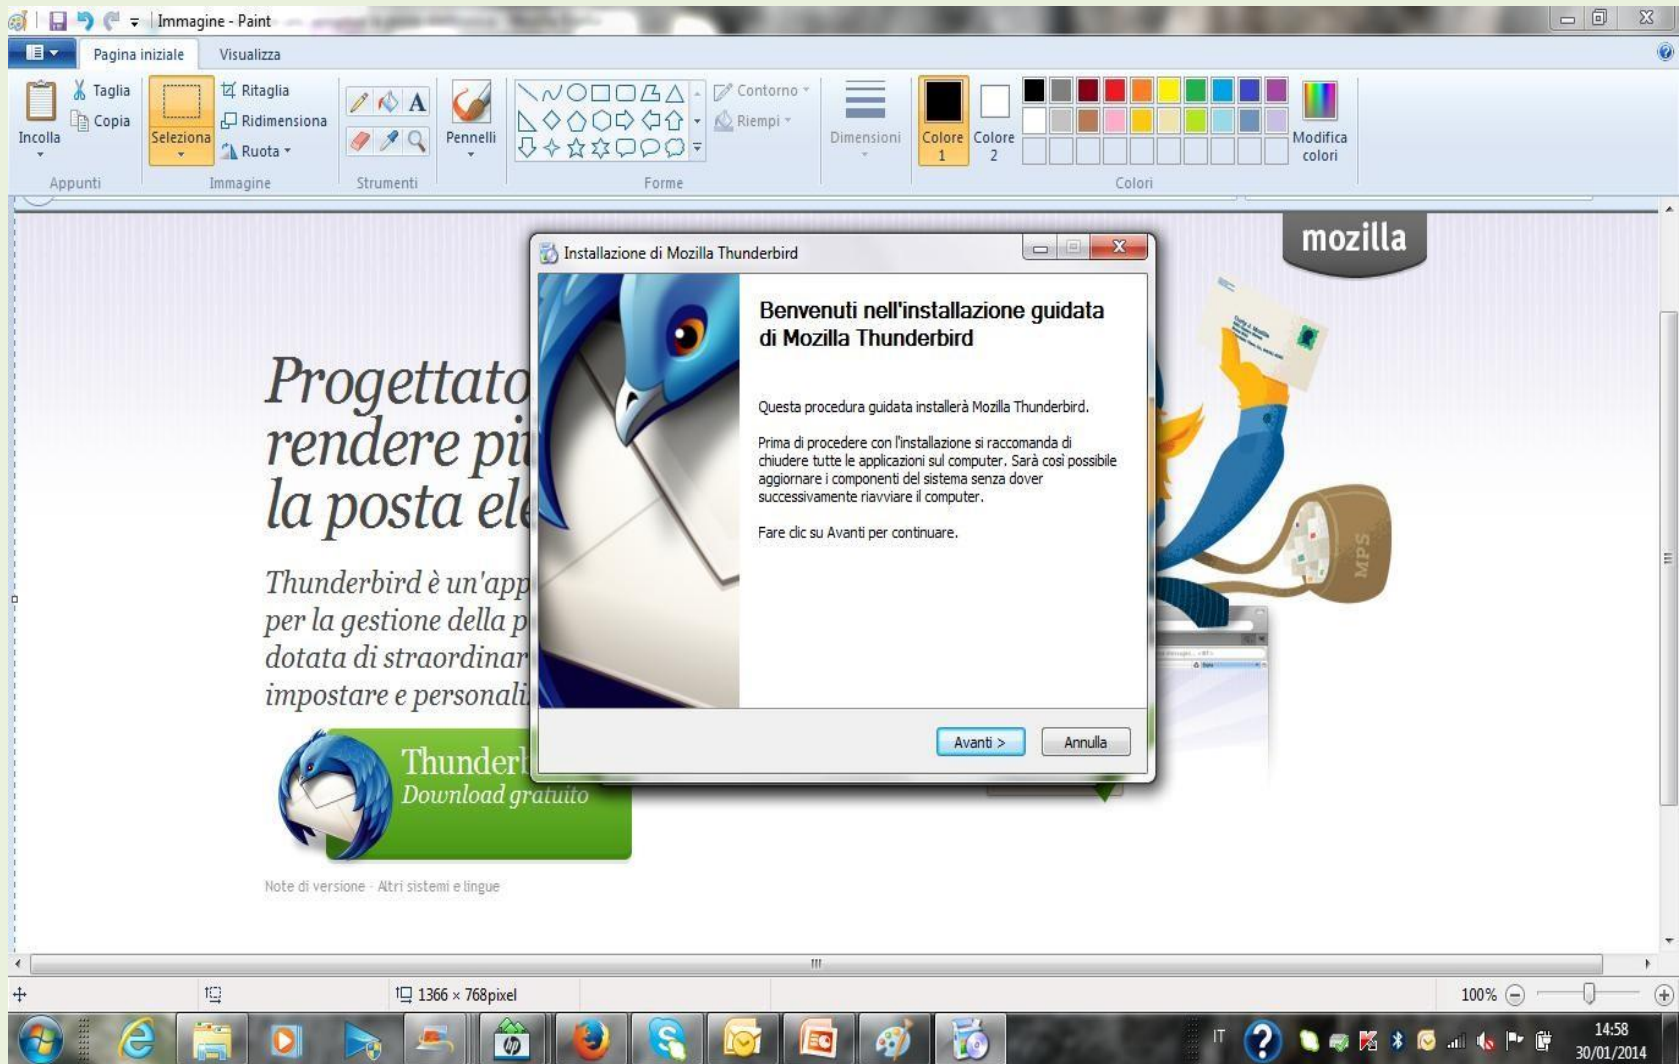 Immagine - Paint
Pagina iniziale
Visualizza
Incolla
Taglia
Copia
Appunti
Seleziona
Ritaglia
Ridimensiona
Ruota
Immagine
A
Strumenti
Pennelli
Forme
Contorno
Riempi
Dimensioni
Colore 1
Colore 2
Modifica colori
Colori
mozilla
Progettato
rendere pi
la posta ele
Thunderbird è un'app
per la gestione della p
dotata di straordinar
impostare e personali
Thunderb
Download gratuito
Note di versione - Altri sistemi e lingue
Installazione di Mozilla Thunderbird
Benvenuti nell'installazione guidata
di Mozilla Thunderbird
Questa procedura guidata installerà Mozilla Thunderbird.
Prima di procedere con l'installazione si raccomanda di
chiudere tutte le applicazioni sul computer. Sarà così possibile
aggiornare i componenti del sistema senza dover
successivamente riavviare il computer.
Fare clic su Avanti per continuare.
Avanti >
Annulla
MPS
1366 × 768pixel
100%
hp
IT
14:58
30/01/2014